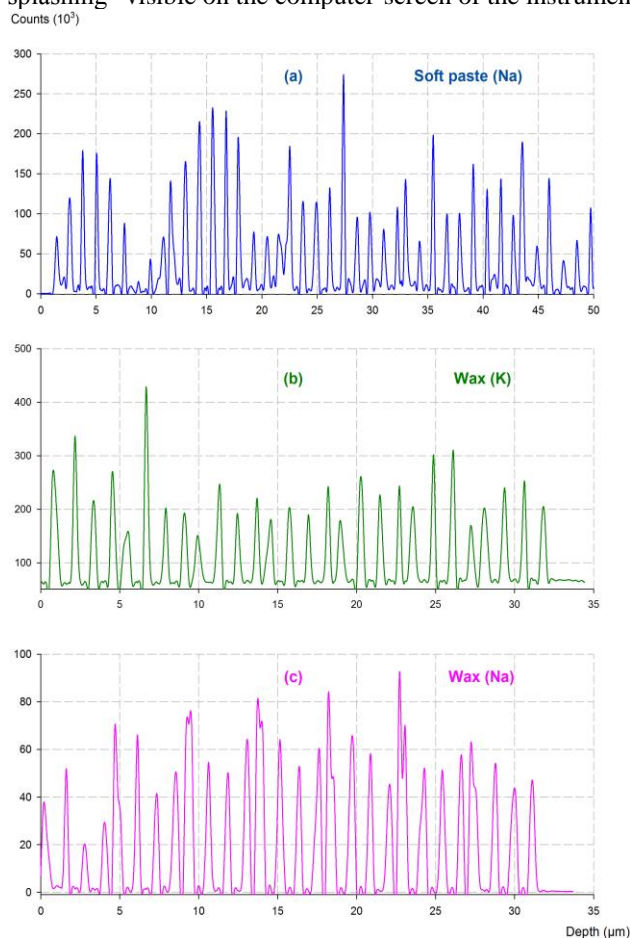 splashing" visible on the computer screen of the instrument
Counts (10³)
300
(a) Soft paste (Na)
250
200
150
100
50
0
0 5 10 15 20 25 30 35 40 45 50
500
(b) Wax (K)
400
300
200
100
0 5 10 15 20 25 30 35
100
(c) Wax (Na)
80
60
40
20
0
0 5 10 15 20 25 30 35
Depth (µm)